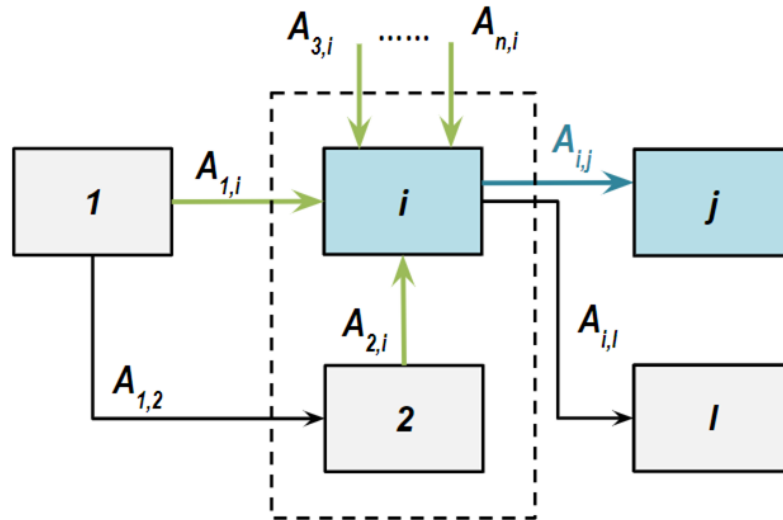 A3,i ...... An,i
1
A1,i
i
Ai,j
j
A2,i
Ai,l
A1,2
2
l